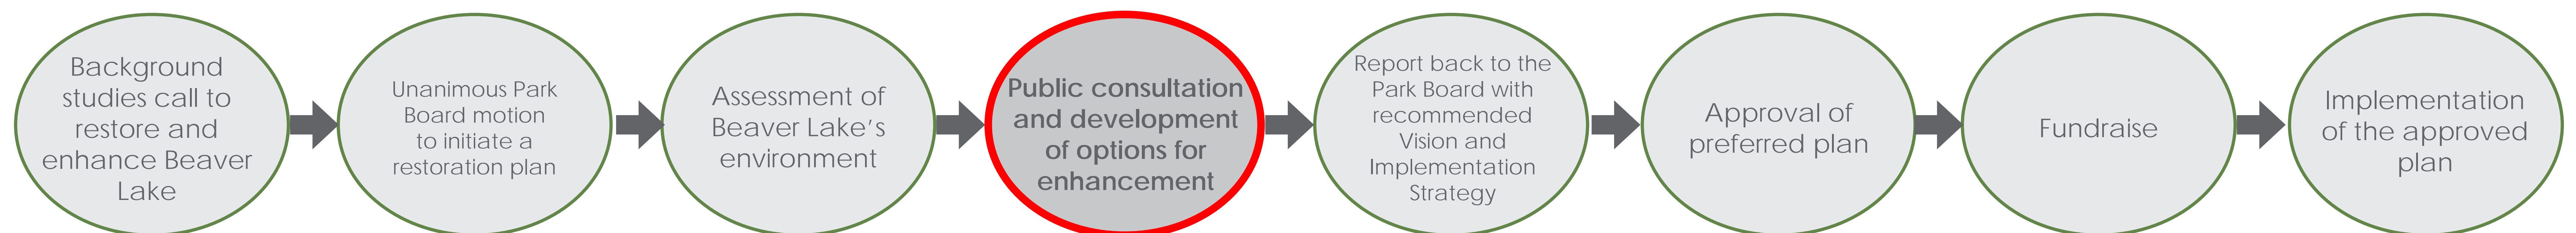 Background
studies call to
restore and
enhance Beaver
Lake
Unanimous Park
Board motion
to initiate a
restoration plan
Assessment of
Beaver Lake's
environment
Public consultation
and development
of options for
enhancement
Report back to the
Park Board with
recommended
Vision and
Implementation
Strategy
Approval of
preferred plan
Fundraise
Implementation
of the approved
plan